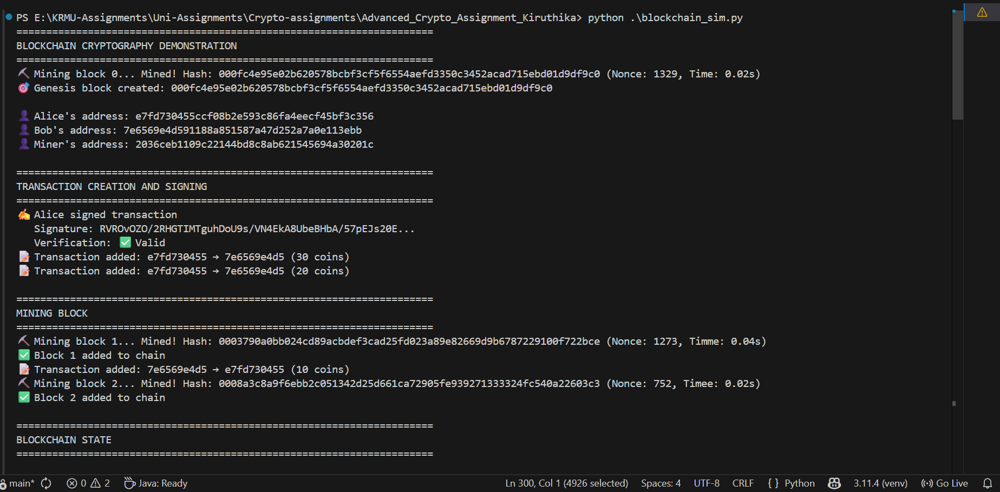 PS E:\KRMU-Assignments\Uni-Assignments\Crypto-assignments\Advanced_Crypto_Assignment_Kiruthika> python .\blockchain_sim.py
======================================================================
BLOCKCHAIN CRYPTOGRAPHY DEMONSTRATION
======================================================================
⛏️ Mining block 0... Mined! Hash: 000fc4e95e02b620578bcbf3cf5f6554aefd3350c3452acad715ebd01d9df9c0 (Nonce: 1329, Time: 0.02s)
🎯 Genesis block created: 000fc4e95e02b620578bcbf3cf5f6554aefd3350c3452acad715ebd01d9df9c0
👤 Alice's address: e7fd730455ccf08b2e593c86fa4eecf45bf3c356
👤 Bob's address: 7e6569e4d591188a851587a47d252a7a0e113ebb
👤 Miner's address: 2036ceb1109c22144bd8c8ab621545694a30201c
======================================================================
TRANSACTION CREATION AND SIGNING
======================================================================
✍️ Alice signed transaction
Signature: RVROvOZO/2RHGTIMTguhDoU9s/VN4EkA8UbeBHbA/57pEJs20E...
Verification: ✅ Valid
📝 Transaction added: e7fd730455 → 7e6569e4d5 (30 coins)
📝 Transaction added: e7fd730455 → 7e6569e4d5 (20 coins)
======================================================================
MINING BLOCK
======================================================================
⛏️ Mining block 1... Mined! Hash: 0003790a0bb024cd89acbdef3cad25fd023a89e82669d9b6787229100f722bce (Nonce: 1273, Timme: 0.04s)
✅ Block 1 added to chain
📝 Transaction added: 7e6569e4d5 → e7fd730455 (10 coins)
⛏️ Mining block 2... Mined! Hash: 0008a3c8a9f6ebb2c051342d25d661ca72905fe939271333324fc540a22603c3 (Nonce: 752, Timee: 0.02s)
✅ Block 2 added to chain
======================================================================
BLOCKCHAIN STATE
======================================================================
main* 0 2 Java: Ready Ln 300, Col 1 (4926 selected) Spaces: 4 UTF-8 CRLF { } Python 3.11.4 (venv) Go Live